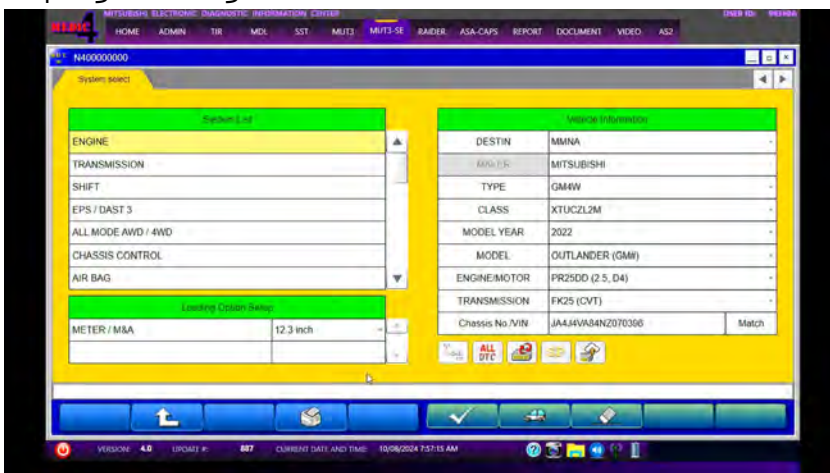 MITSUBISHI ELECTRONIC DIAGNOSTIC INFORMATION CENTER
HOME ADMIN TIR MDL SST MUT3 MUT3-SE RAIDER ASA-CAPS REPORT DOCUMENT VIDEO AS2
N400000000
System select
System List
ENGINE
TRANSMISSION
SHIFT
EPS / DAST 3
ALL MODE AWD / 4WD
CHASSIS CONTROL
AIR BAG
Loading Option Setup
METER / M&A 12.3 inch
Vehicle Information
DESTIN MMNA
MAKER MITSUBISHI
TYPE GM4W
CLASS XTUCZL2M
MODEL YEAR 2022
MODEL OUTLANDER (GM#)
ENGINE/MOTOR PR25DD (2.5, D4)
TRANSMISSION FK25 (CVT)
Chassis No./VIN JA4J4VA84NZ070396 Match
ALL DTC
VERSION: 4.0 UPDATE #: 887 CURRENT DATE AND TIME: 10/08/2024 7:57:15 AM